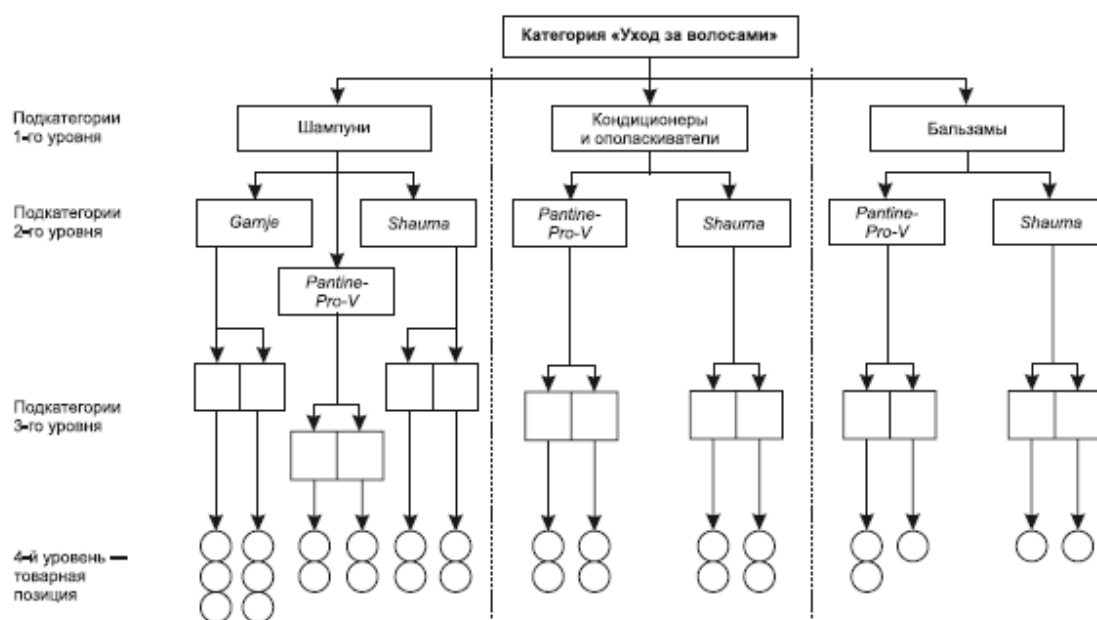 Категория «Уход за волосами»
Подкатегории
1-го уровня
Шампуни
Кондиционеры
и ополаскиватели
Бальзамы
Подкатегории
2-го уровня
Gamje
Shauma
Pantine-
Pro-V
Shauma
Pantine-
Pro-V
Shauma
Pantine-
Pro-V
Подкатегории
3-го уровня
4-й уровень —
товарная
позиция